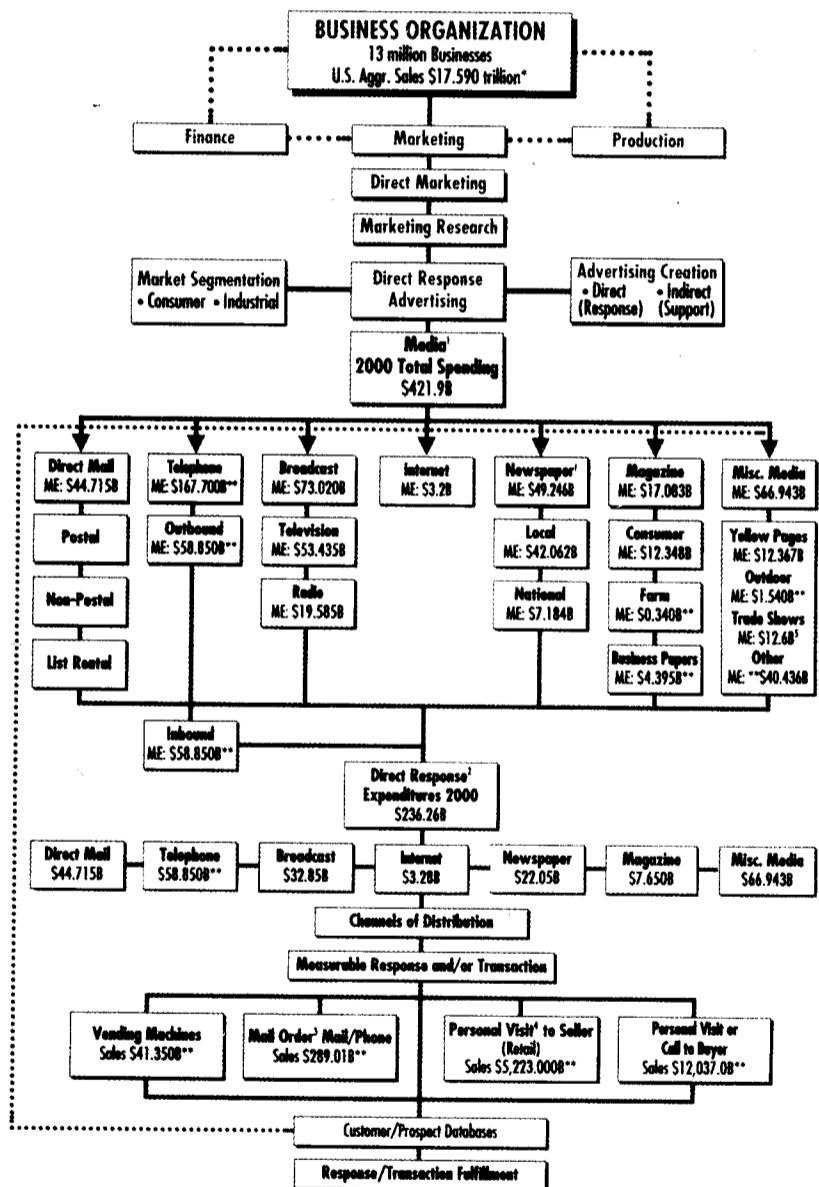 BUSINESS ORGANIZATION
13 million Businesses
U.S. Aggr. Sales $17.590 trillion*
Finance
Marketing
Production
Direct Marketing
Marketing Research
Market Segmentation
• Consumer • Industrial
Direct Response
Advertising
Advertising Creation
• Direct • Indirect
(Response) (Support)
Media¹
2000 Total Spending
$421.9B
Direct Mail
ME: $44.715B
Telephone
ME: $167.700B**
Broadcast
ME: $73.020B
Internet
ME: $3.2B
Newspaper¹
ME: $49.246B
Magazine
ME: $17.083B
Misc. Media
ME: $66.943B
Postal
Non-Postal
List Rental
Outbound
ME: $58.850B**
Television
ME: $53.435B
Radio
ME: $19.585B
Local
ME: $42.062B
National
ME: $7.184B
Consumer
ME: $12.348B
Farm
ME: $0.340B**
Business Papers
ME: $4.395B**
Yellow Pages
ME: $12.367B
Outdoor
ME: $1.540B**
Trade Shows
ME: $12.6B⁵
Other
ME: **$40.436B
Inbound
ME: $58.850B**
Direct Response²
Expenditures 2000
$236.26B
Direct Mail
$44.715B
Telephone
$58.850B**
Broadcast
$32.85B
Internet
$3.28B
Newspaper
$22.05B
Magazine
$7.650B
Misc. Media
$66.943B
Channels of Distribution
Measurable Response and/or Transaction
Vending Machines
Sales $41.350B**
Mail Order³ Mail/Phone
Sales $289.01B**
Personal Visit⁴ to Seller
(Retail)
Sales $5,223.000B**
Personal Visit or
Call to Buyer
Sales $12,037.0B**
Customer/Prospect Databases
Response/Transaction Fulfillment